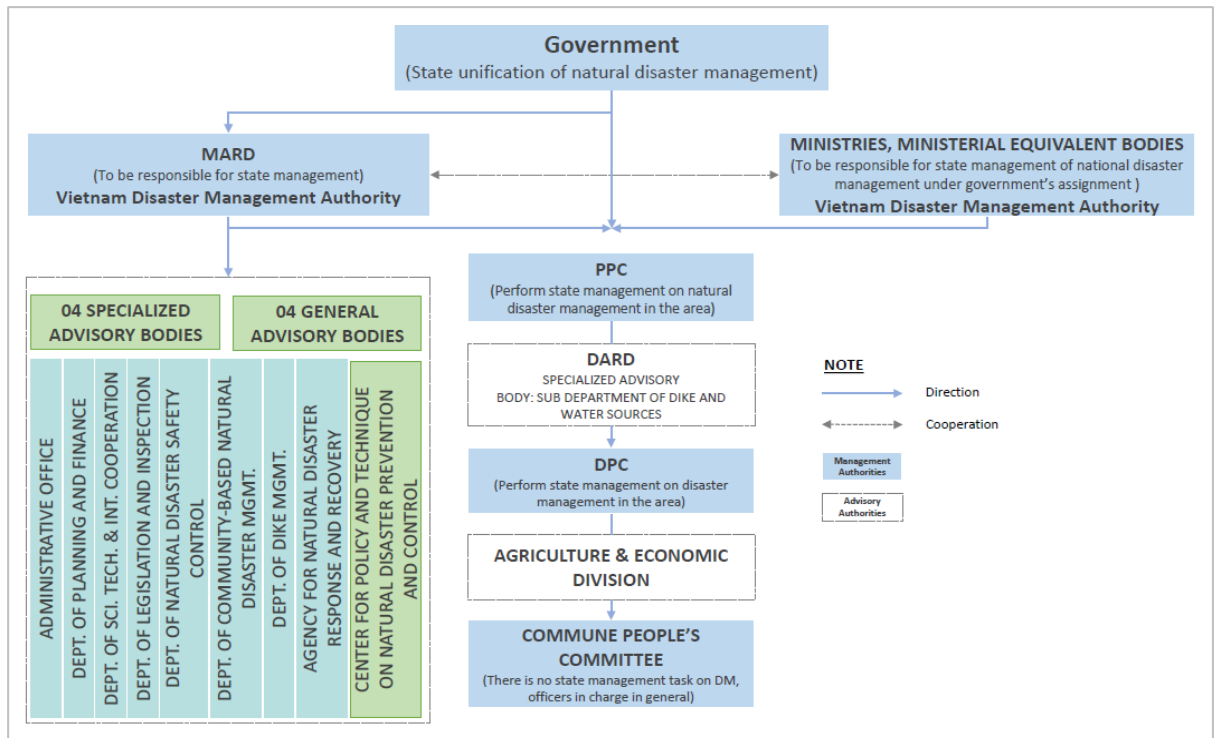 Government
(State unification of natural disaster management)
MARD
(To be responsible for state management)
Vietnam Disaster Management Authority
MINISTRIES, MINISTERIAL EQUIVALENT BODIES
(To be responsible for state management of national disaster
management under government's assignment )
Vietnam Disaster Management Authority
04 SPECIALIZED
ADVISORY BODIES
04 GENERAL
ADVISORY BODIES
ADMINISTRATIVE OFFICE
DEPT. OF PLANNING AND FINANCE
DEPT. OF SCI. TECH. & INT. COOPERATION
DEPT. OF LEGISLATION AND INSPECTION
DEPT. OF NATURAL DISASTER SAFETY
CONTROL
DEPT. OF COMMUNITY-BASED NATURAL
DISASTER MGMT.
DEPT. OF DIKE MGMT.
AGENCY FOR NATURAL DISASTER
RESPONSE AND RECOVERY
CENTER FOR POLICY AND TECHNIQUE
ON NATURAL DISASTER PREVENTION
AND CONTROL
PPC
(Perform state management on natural
disaster management in the area)
DARD
SPECIALIZED ADVISORY
BODY: SUB DEPARTMENT OF DIKE AND
WATER SOURCES
DPC
(Perform state management on disaster
management in the area)
AGRICULTURE & ECONOMIC
DIVISION
COMMUNE PEOPLE'S
COMMITTEE
(There is no state management task on DM,
officers in charge in general)
NOTE
Direction
Cooperation
Management
Authorities
Advisory
Authorities